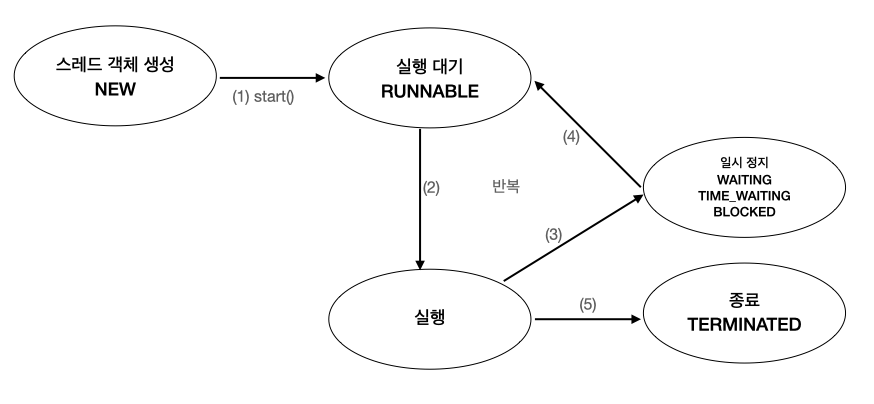 스레드 객체 생성
NEW
(1) start()
실행 대기
RUNNABLE
(2)
반복
(4)
일시 정지
WAITING
TIME_WAITING
BLOCKED
(3)
실행
(5)
종료
TERMINATED